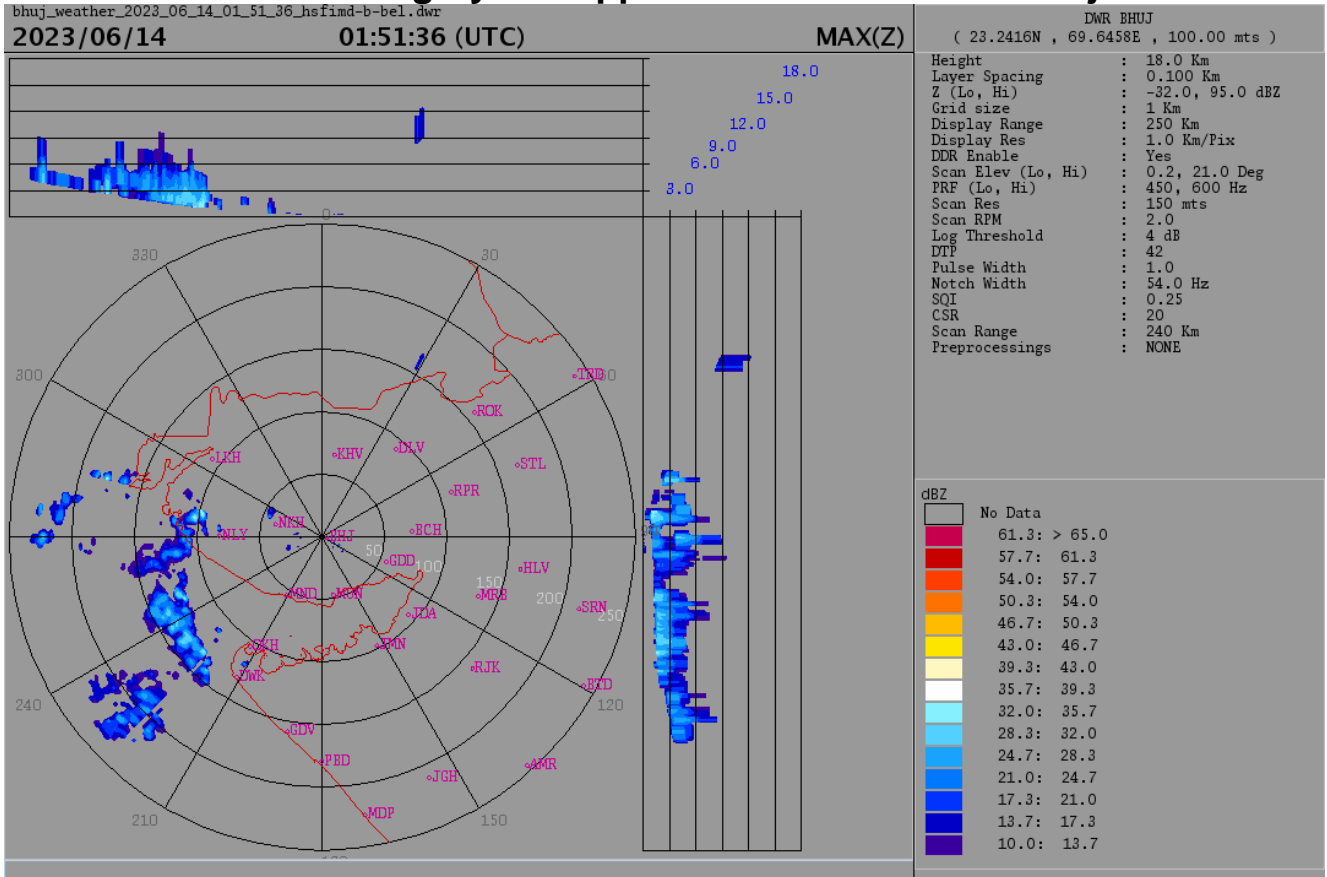 bhuj_weather_2023_06_14_01_51_36_hsfimd-b-bel.dwr
2023/06/14 01:51:36 (UTC) MAX(Z)
18.0
15.0
12.0
9.0
6.0
3.0
0
330 30
300 60
TRD
ROK
LKH KHV DLV
STL
RPR
NKH
NLY BHJ BCH
90
50 GDD
100 HLV
150
MND MUN MRB 200 SRN
250
JDA
OKH JMN
DWK RJK
BTD
240 120
GDV
PBD
JGH AMR
MDP
210 150
DWR BHUJ
( 23.2416N , 69.6458E , 100.00 mts )
Height : 18.0 Km
Layer Spacing : 0.100 Km
Z (Lo, Hi) : -32.0, 95.0 dBZ
Grid size : 1 Km
Display Range : 250 Km
Display Res : 1.0 Km/Pix
DDR Enable : Yes
Scan Elev (Lo, Hi) : 0.2, 21.0 Deg
PRF (Lo, Hi) : 450, 600 Hz
Scan Res : 150 mts
Scan RPM : 2.0
Log Threshold : 4 dB
DTP : 42
Pulse Width : 1.0
Notch Width : 54.0 Hz
SQI : 0.25
CSR : 20
Scan Range : 240 Km
Preprocessings : NONE
dBZ
No Data
61.3: > 65.0
57.7: 61.3
54.0: 57.7
50.3: 54.0
46.7: 50.3
43.0: 46.7
39.3: 43.0
35.7: 39.3
32.0: 35.7
28.3: 32.0
24.7: 28.3
21.0: 24.7
17.3: 21.0
13.7: 17.3
10.0: 13.7